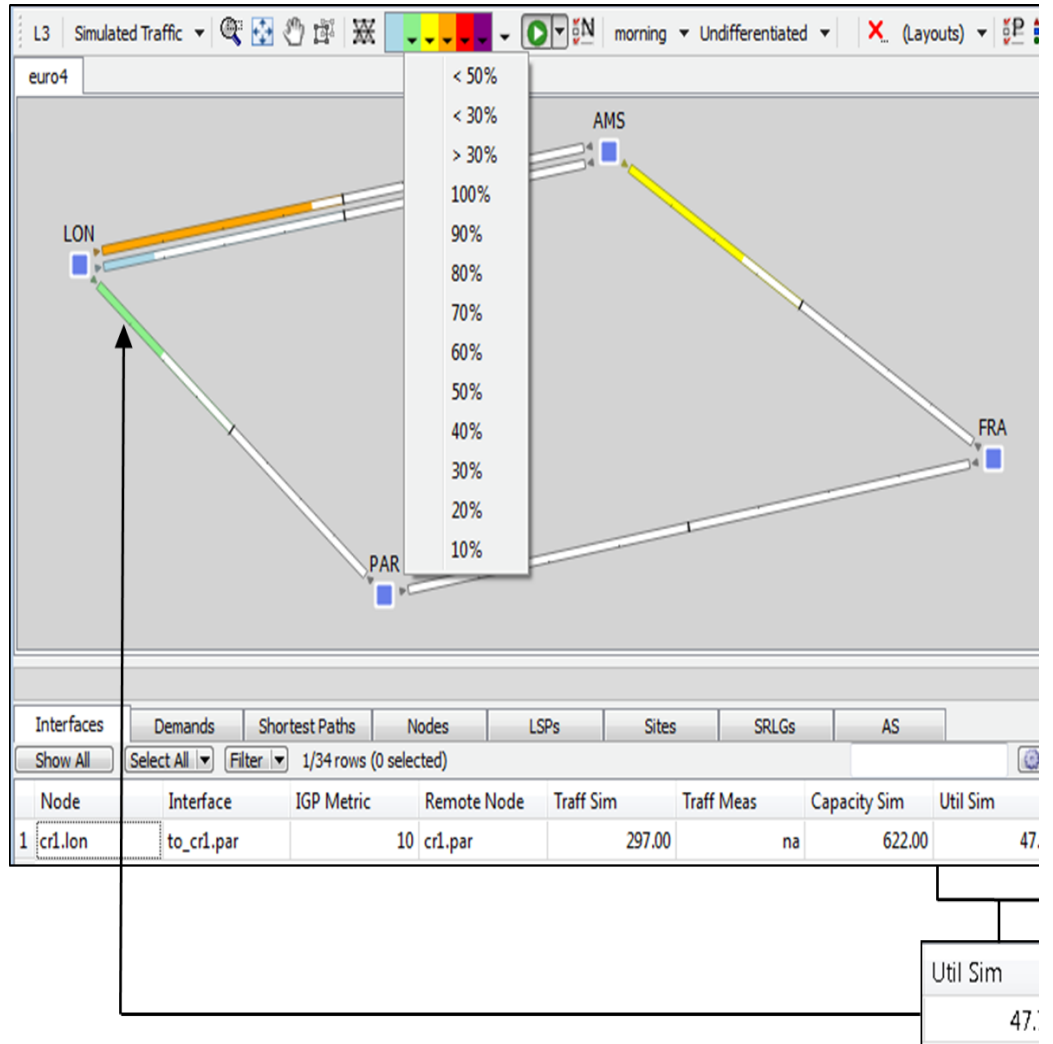 L3 Simulated Traffic N morning Undifferentiated (Layouts) P
euro4
< 50%
< 30%
> 30%
100%
90%
80%
70%
60%
50%
40%
30%
20%
10%
AMS
LON
FRA
PAR
Interfaces Demands Shortest Paths Nodes LSPs Sites SRLGs AS
Show All Select All Filter 1/34 rows (0 selected)
Node Interface IGP Metric Remote Node Traff Sim Traff Meas Capacity Sim Util Sim
1 cr1.lon to_cr1.par 10 cr1.par 297.00 na 622.00 47.
Util Sim
47.